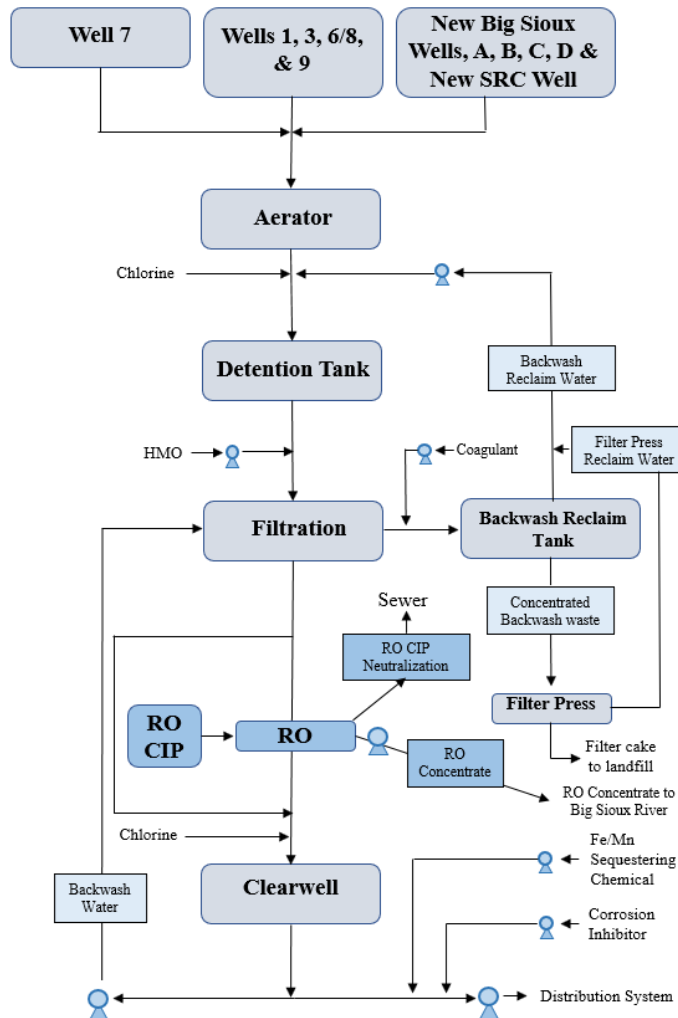 Well 7
Wells 1, 3, 6/8,
& 9
New Big Sioux
Wells, A, B, C, D &
New SRC Well
Aerator
Chlorine
Detention Tank
Backwash
Reclaim Water
HMO
Coagulant
Filter Press
Reclaim Water
Filtration
Backwash Reclaim
Tank
Sewer
Concentrated
Backwash waste
RO CIP
Neutralization
RO
CIP
RO
Filter Press
RO
Concentrate
Filter cake
to landfill
RO Concentrate to
Big Sioux River
Chlorine
Clearwell
Backwash
Water
Fe/Mn
Sequestering
Chemical
Corrosion
Inhibitor
Distribution System